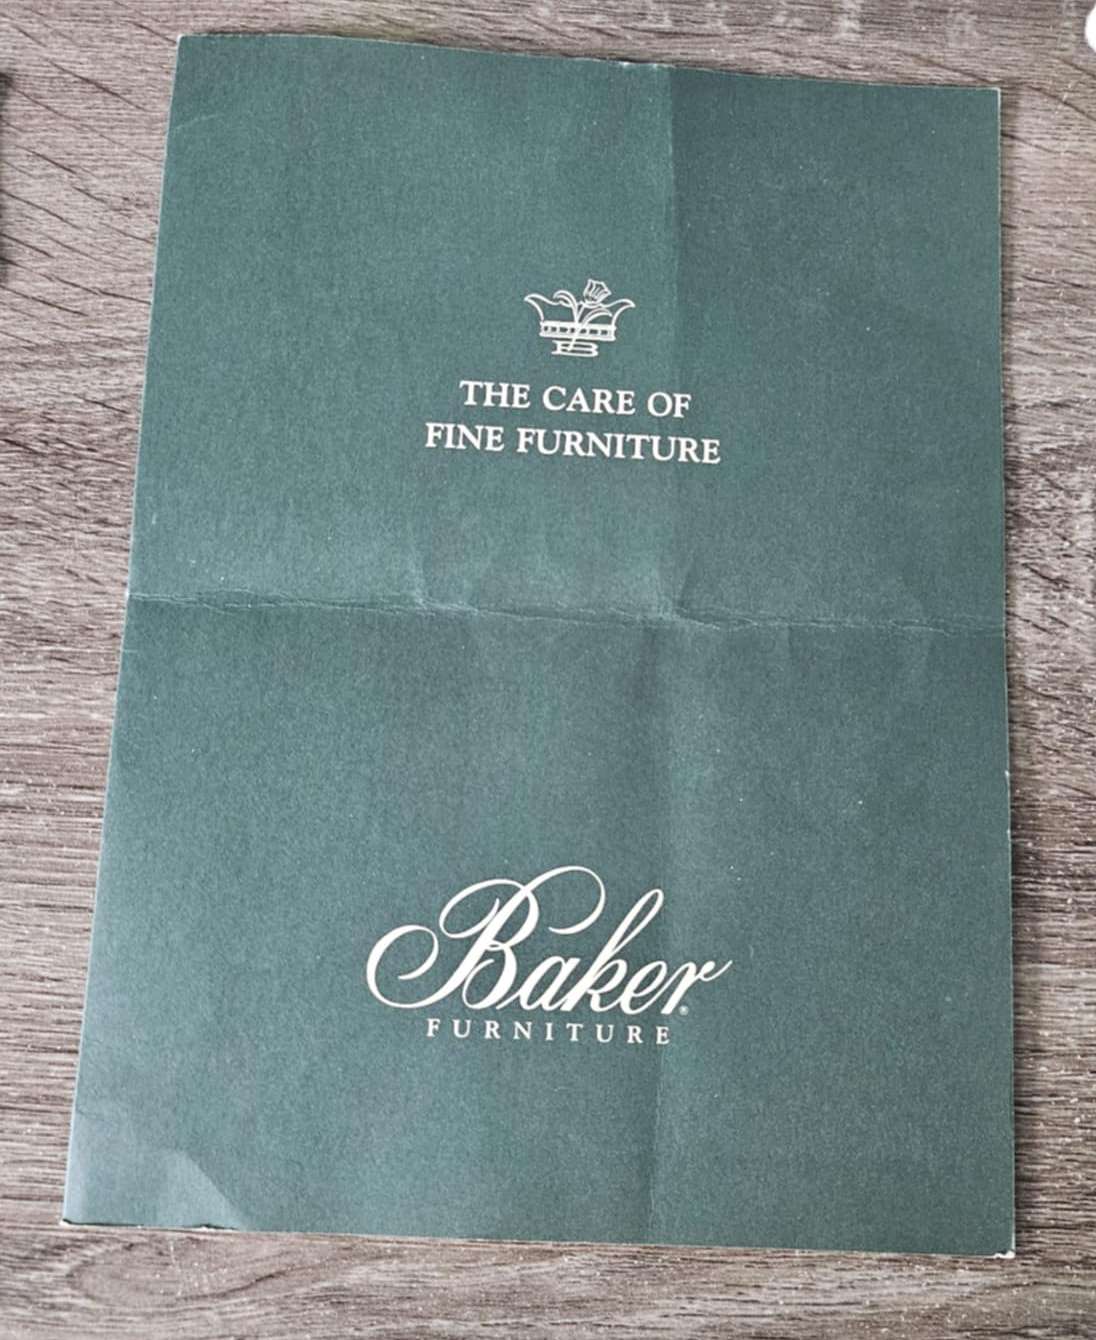 B
THE CARE OF
FINE FURNITURE
Baker®
FURNITURE